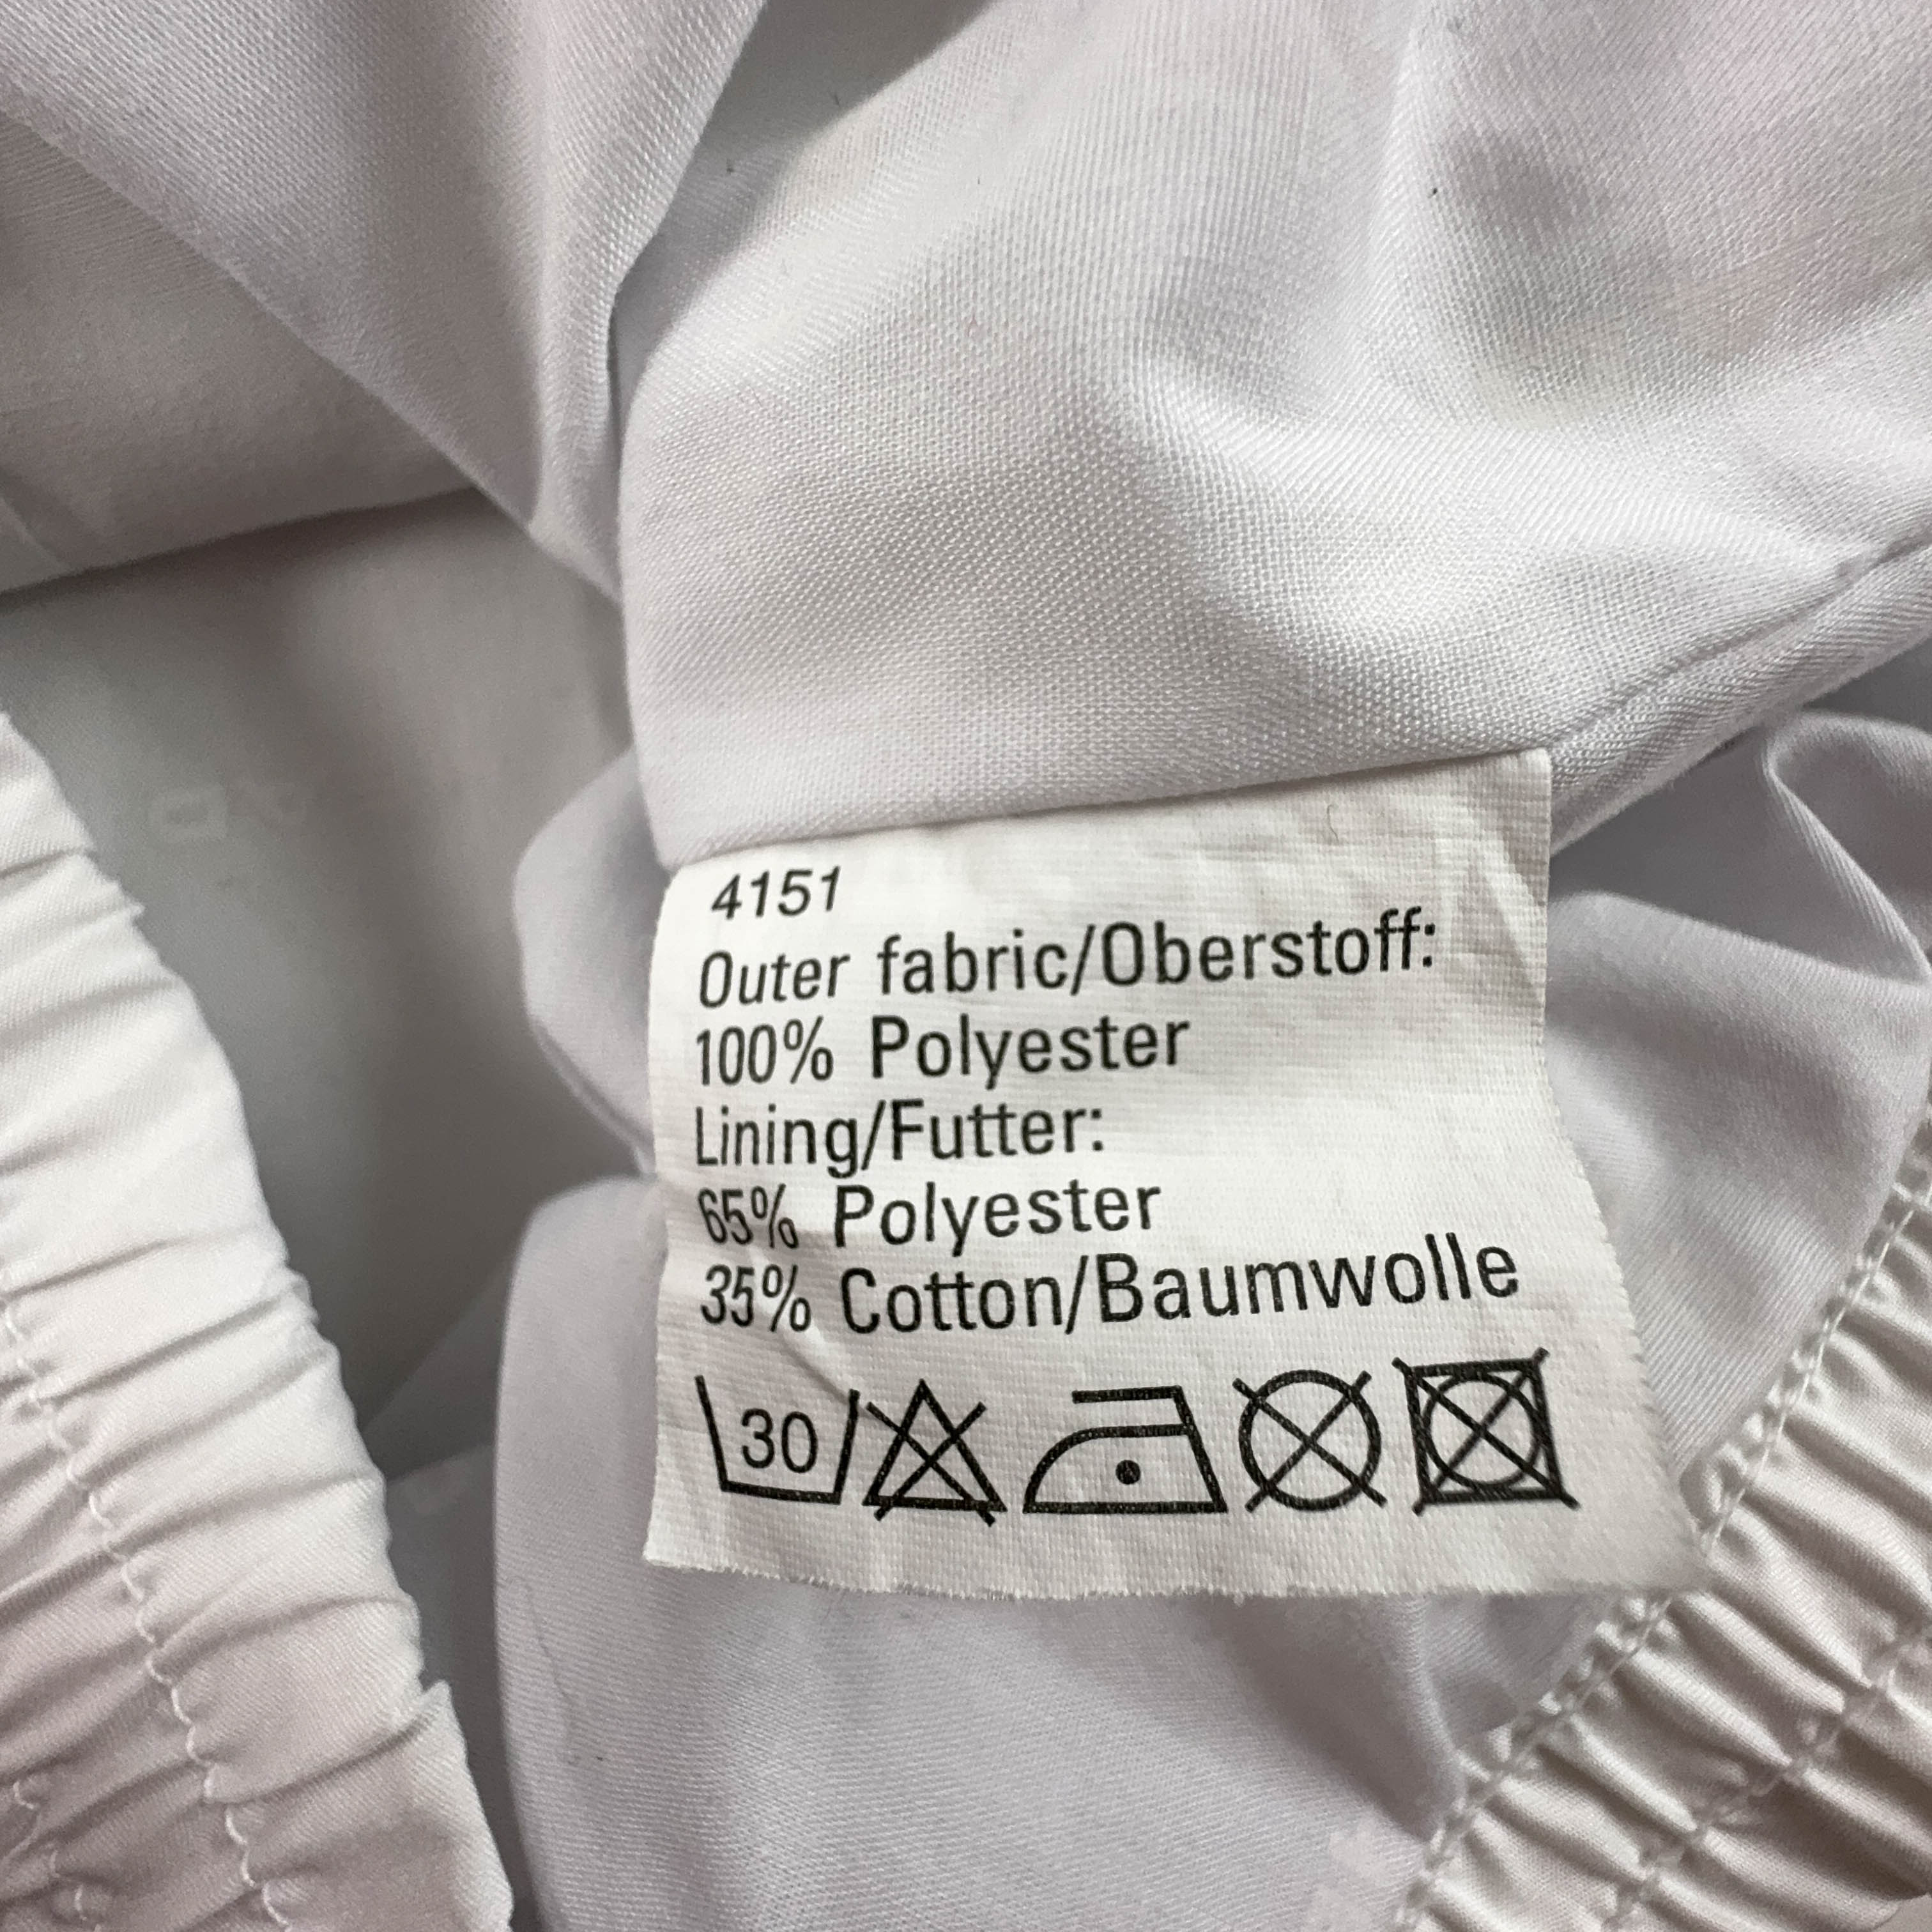 4151
Outer fabric/Oberstoff:
100% Polyester
Lining/Futter:
65% Polyester
35% Cotton/Baumwolle
30